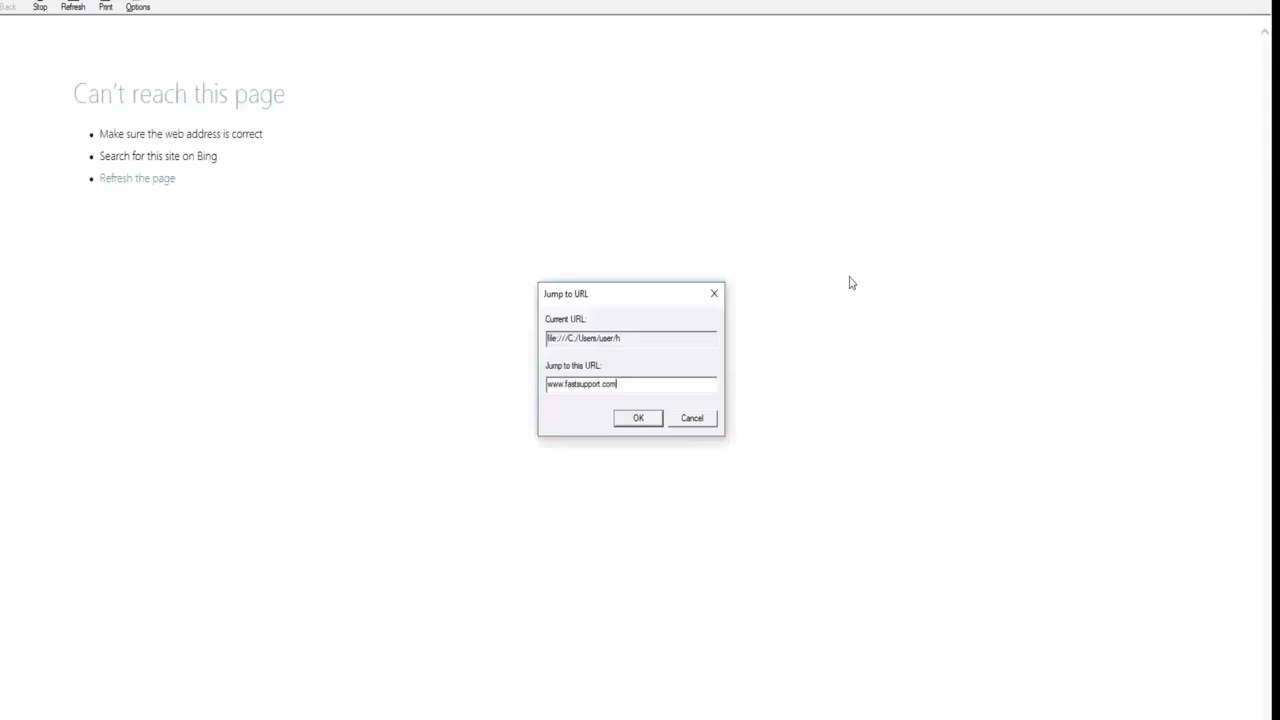 Back Stop Refresh Print Options
Can't reach this page
Make sure the web address is correct
Search for this site on Bing
Refresh the page
Jump to URL
Current URL:
file:///C:/Users/user/h
Jump to this URL:
www.fastsupport.com
OK Cancel